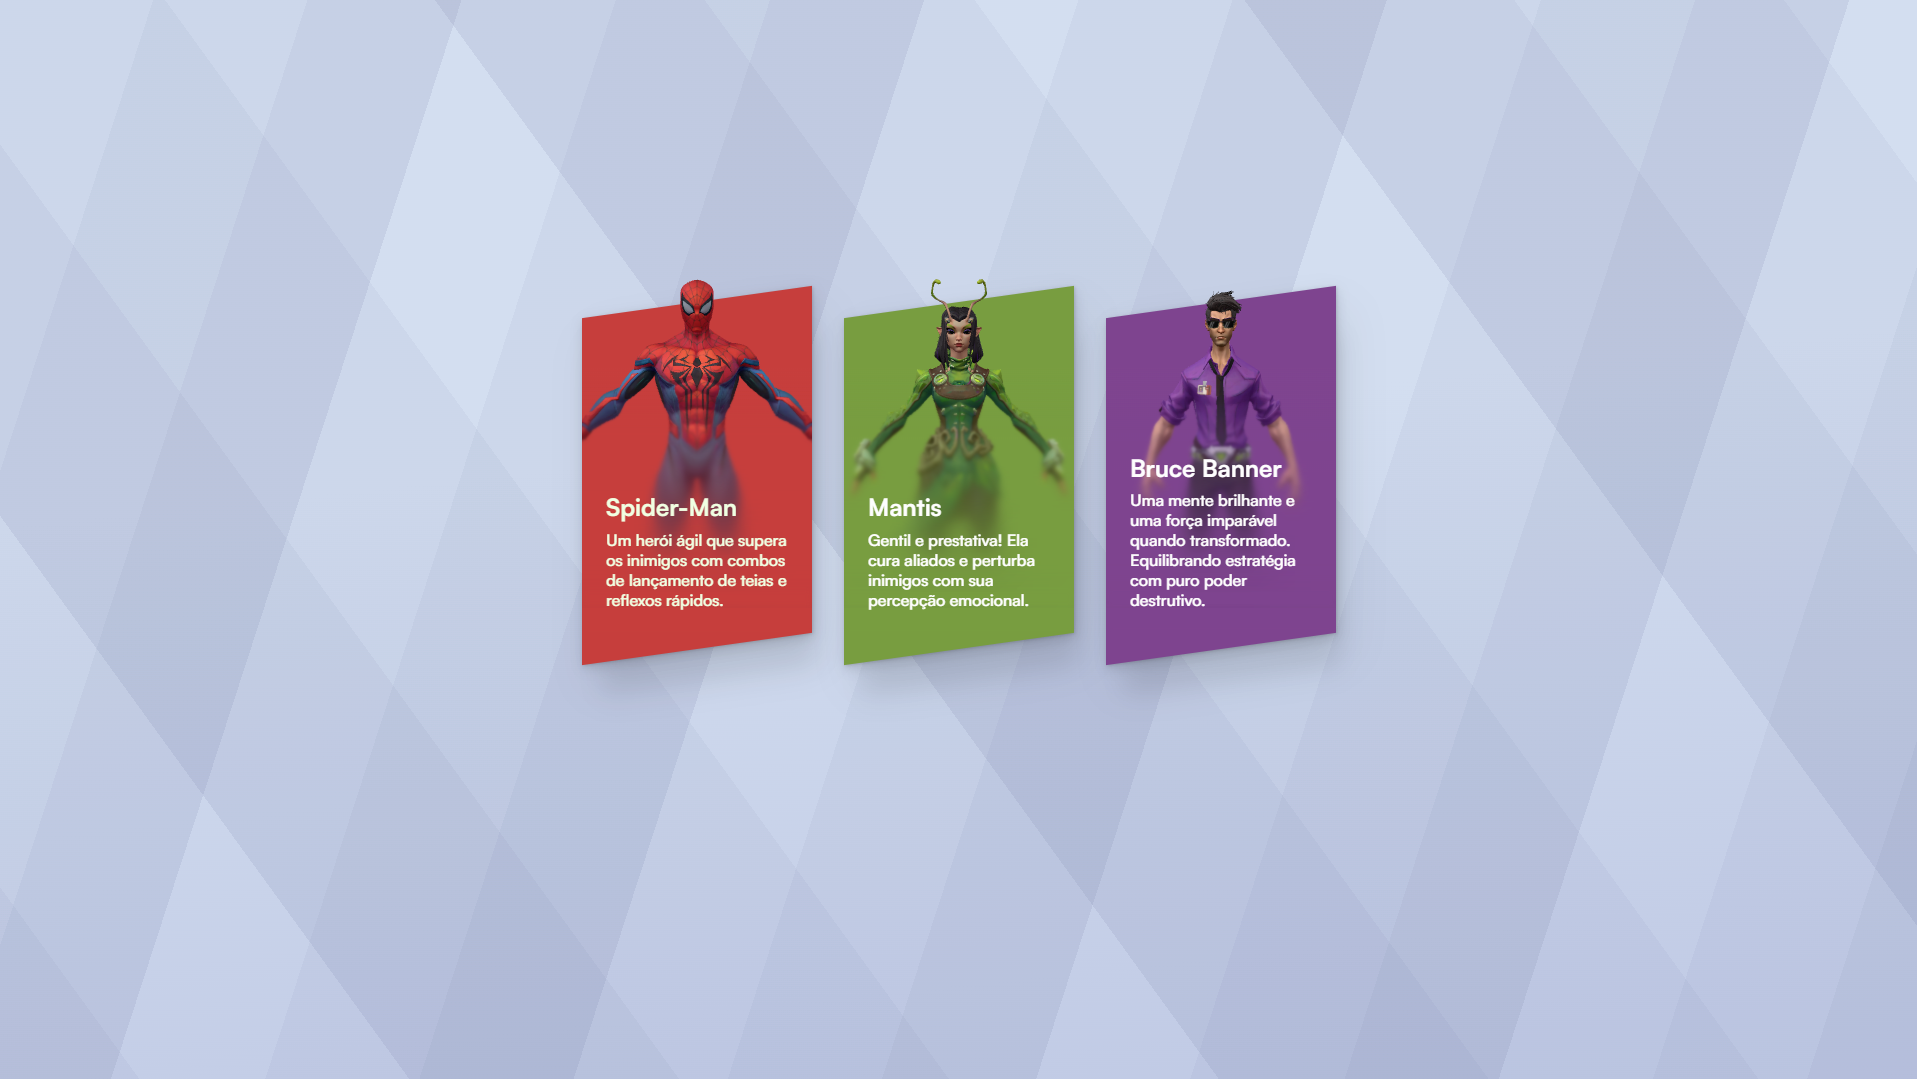 Spider-Man
Um herói ágil que supera
os inimigos com combos
de lançamento de teias e
reflexos rápidos.
Mantis
Gentil e prestativa! Ela
cura aliados e perturba
inimigos com sua
percepção emocional.
Bruce Banner
Uma mente brilhante e
uma força imparável
quando transformado.
Equilibrando estratégia
com puro poder
destrutivo.